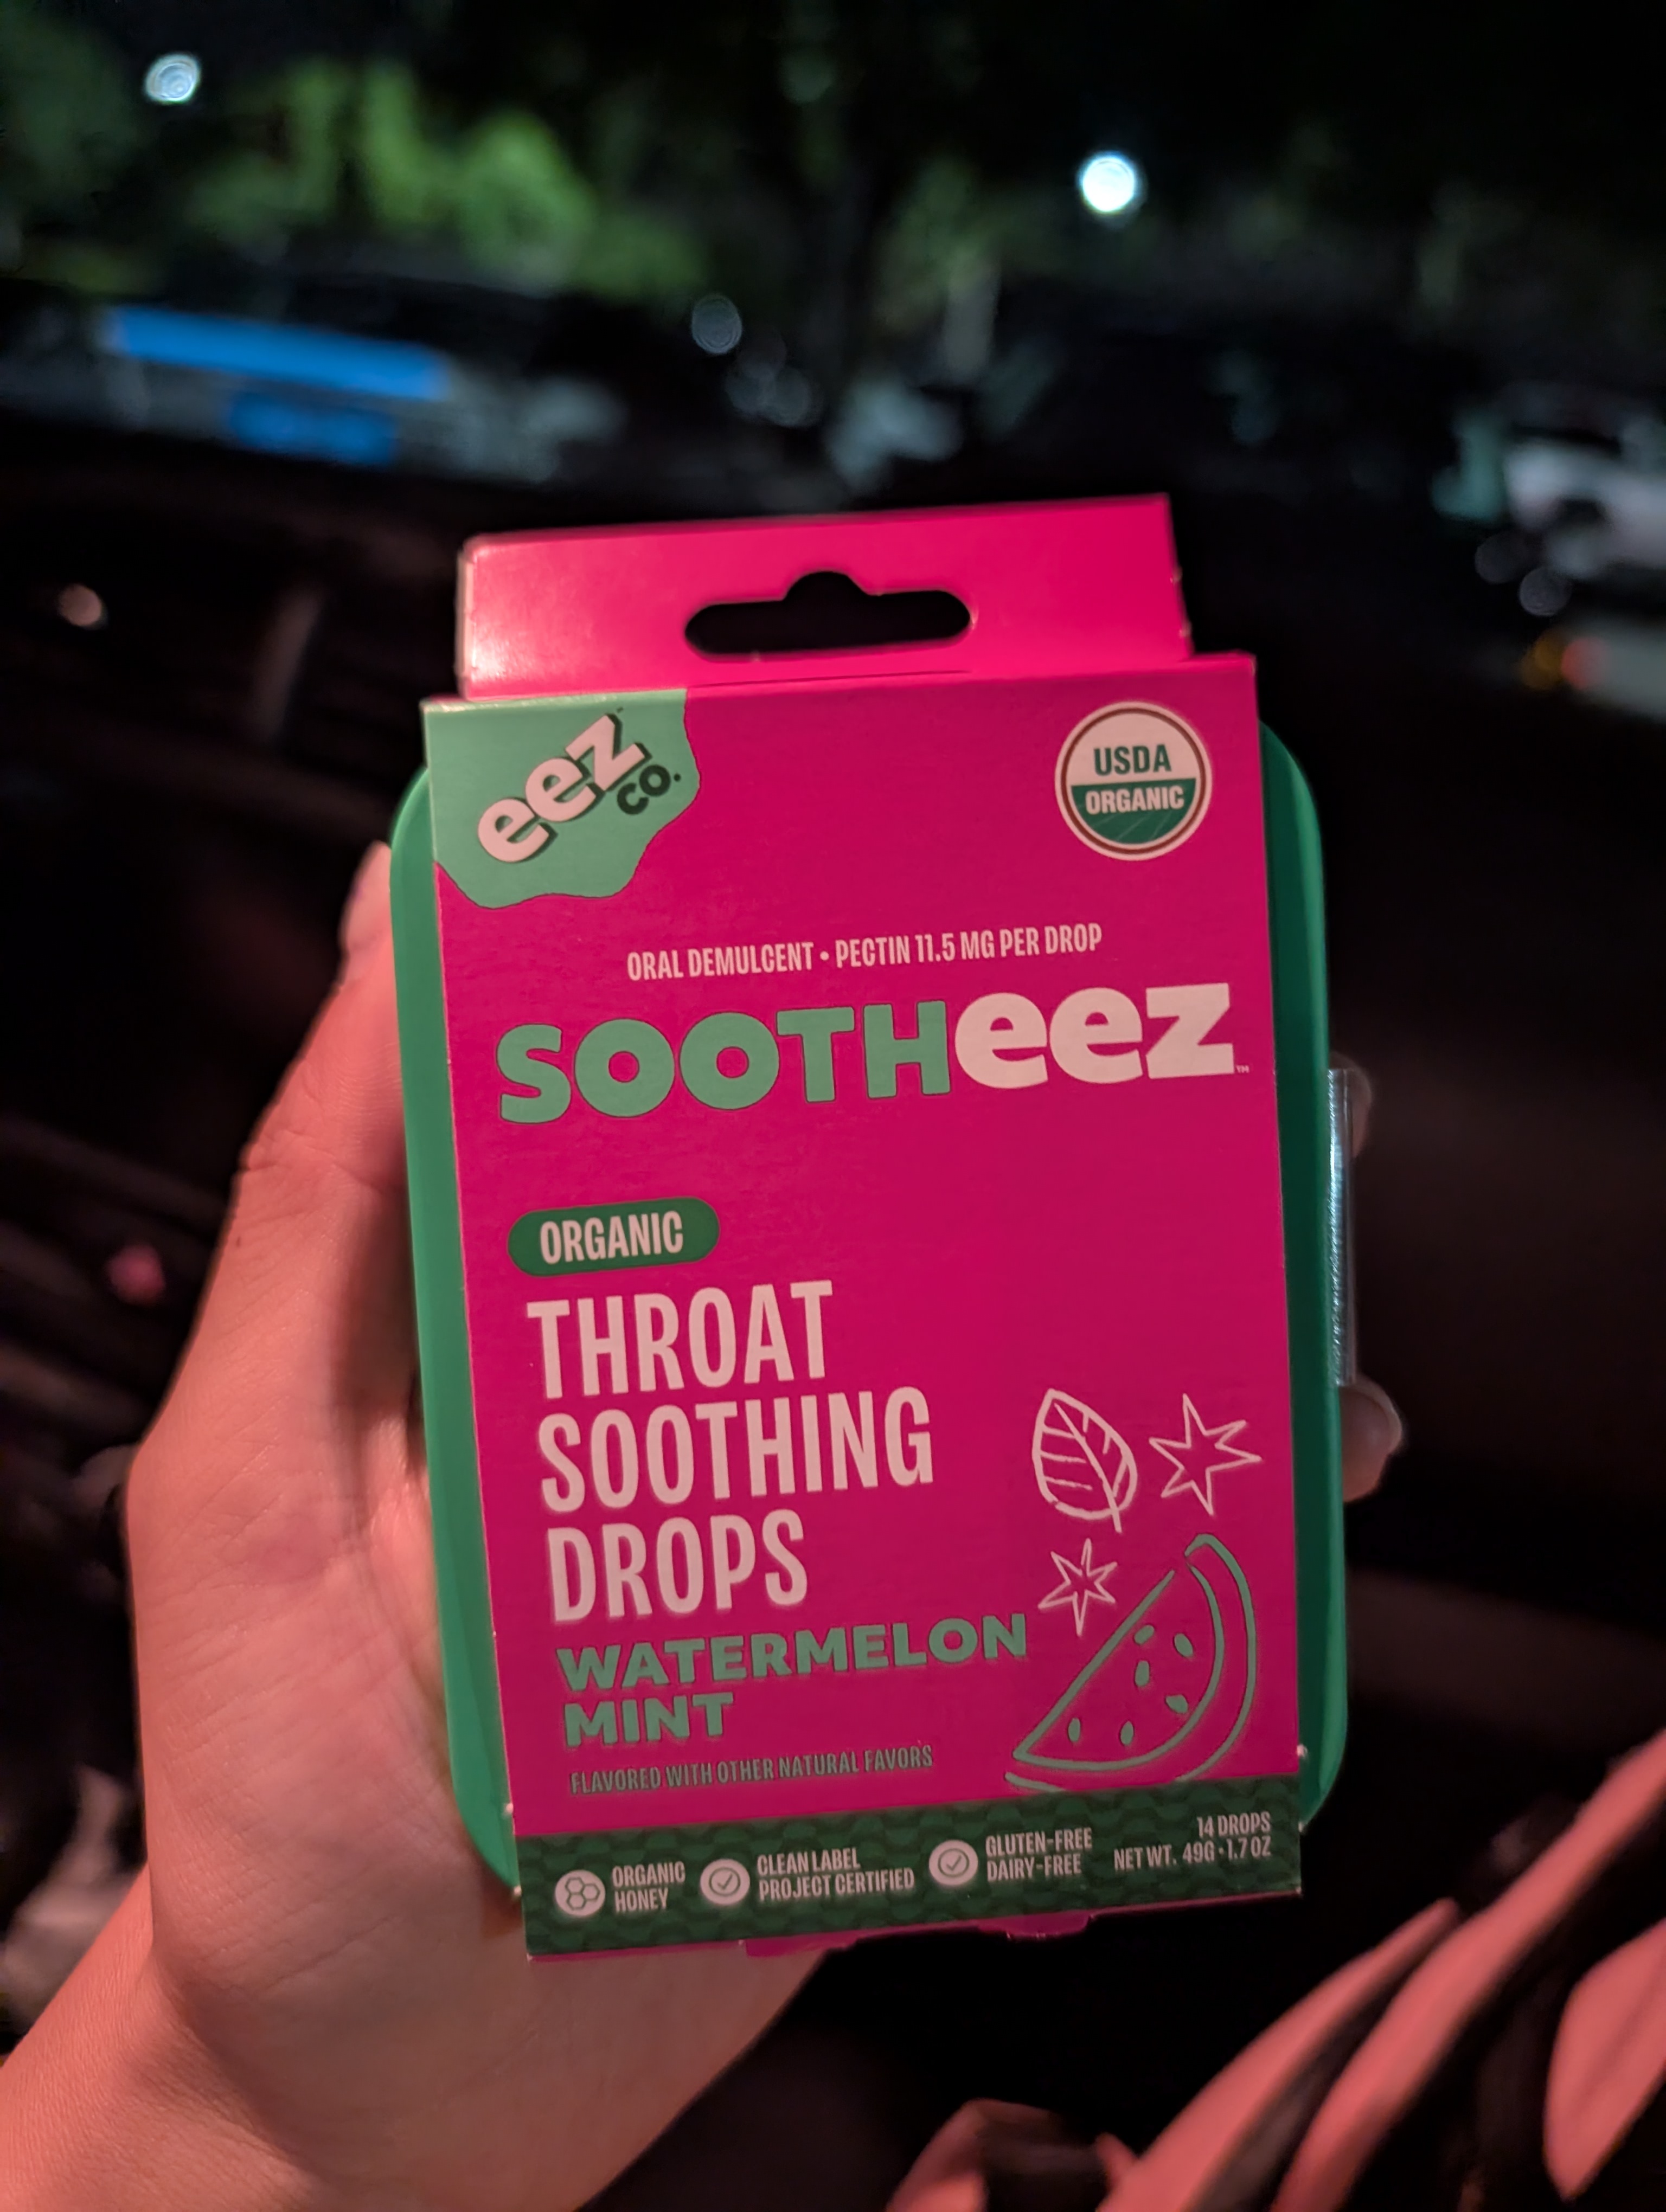 eez™
CO.
USDA
ORGANIC
ORAL DEMULCENT • PECTIN 11.5 MG PER DROP
SOOTHeez™
ORGANIC
THROAT
SOOTHING
DROPS
WATERMELON
MINT
FLAVORED WITH OTHER NATURAL FAVORS
ORGANIC
HONEY
CLEAN LABEL
PROJECT CERTIFIED
GLUTEN-FREE
DAIRY-FREE
14 DROPS
NET WT. 49G • 1.7 OZ